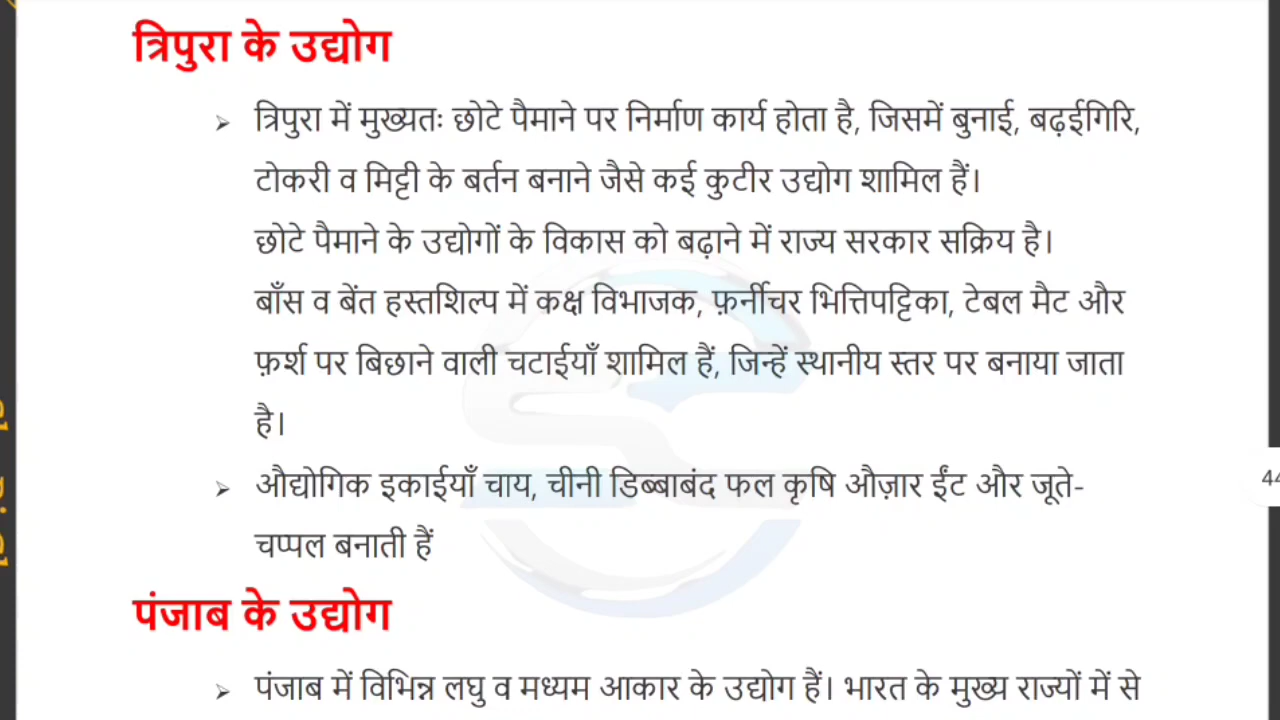 त्रिपुरा के उद्योग
➢ त्रिपुरा में मुख्यतः छोटे पैमाने पर निर्माण कार्य होता है, जिसमें बुनाई, बढ़ईगिरि,
टोकरी व मिट्टी के बर्तन बनाने जैसे कई कुटीर उद्योग शामिल हैं।
छोटे पैमाने के उद्योगों के विकास को बढ़ाने में राज्य सरकार सक्रिय है।
बाँस व बेंत हस्तशिल्प में कक्ष विभाजक, फ़र्नीचर भित्तिपट्टिका, टेबल मैट और
फ़र्श पर बिछाने वाली चटाईयाँ शामिल हैं, जिन्हें स्थानीय स्तर पर बनाया जाता
है।
➢ औद्योगिक इकाईयाँ चाय, चीनी डिब्बाबंद फल कृषि औज़ार ईंट और जूते-
चप्पल बनाती हैं
पंजाब के उद्योग
➢ पंजाब में विभिन्न लघु व मध्यम आकार के उद्योग हैं। भारत के मुख्य राज्यों में से